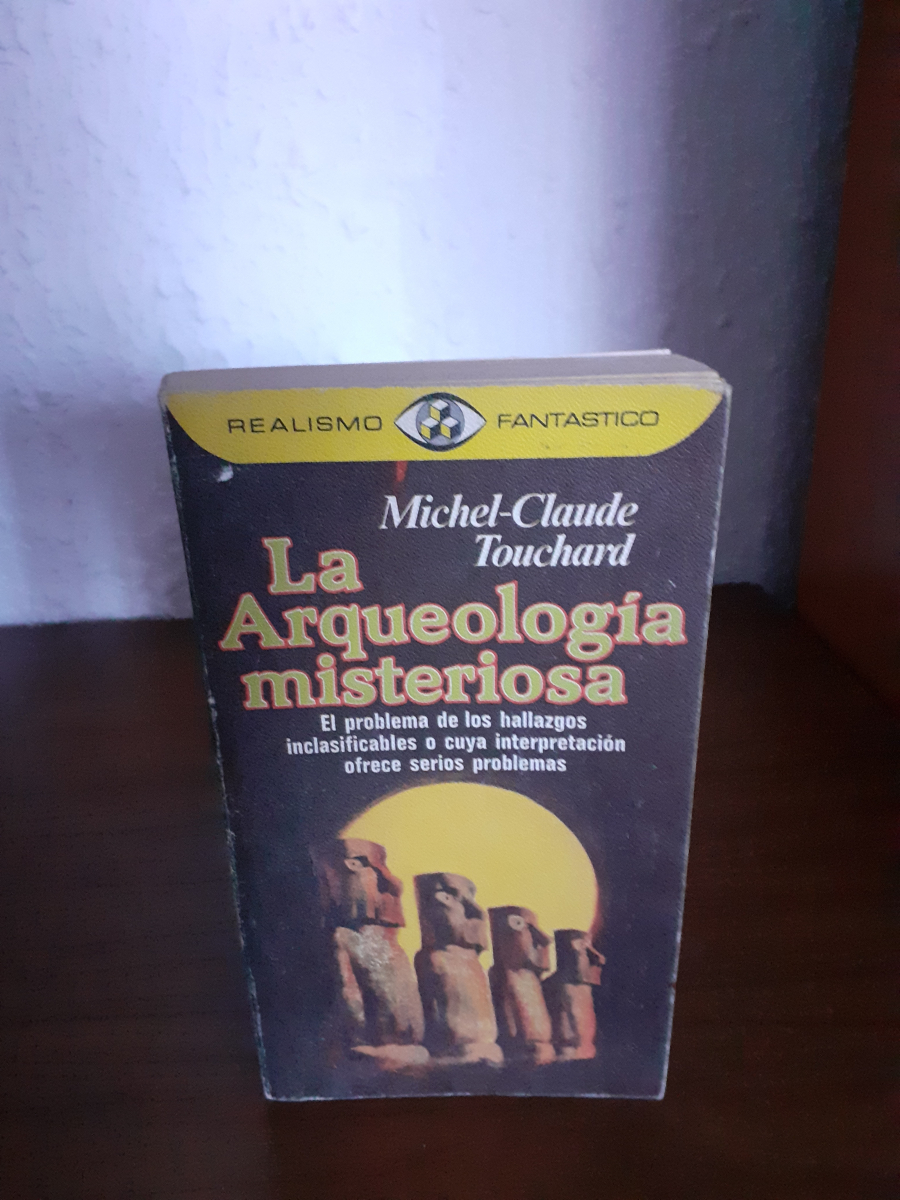 REALISMO FANTASTICO
Michel-Claude
Touchard
La
Arqueología
misteriosa
El problema de los hallazgos
inclasificables o cuya interpretación
ofrece serios problemas